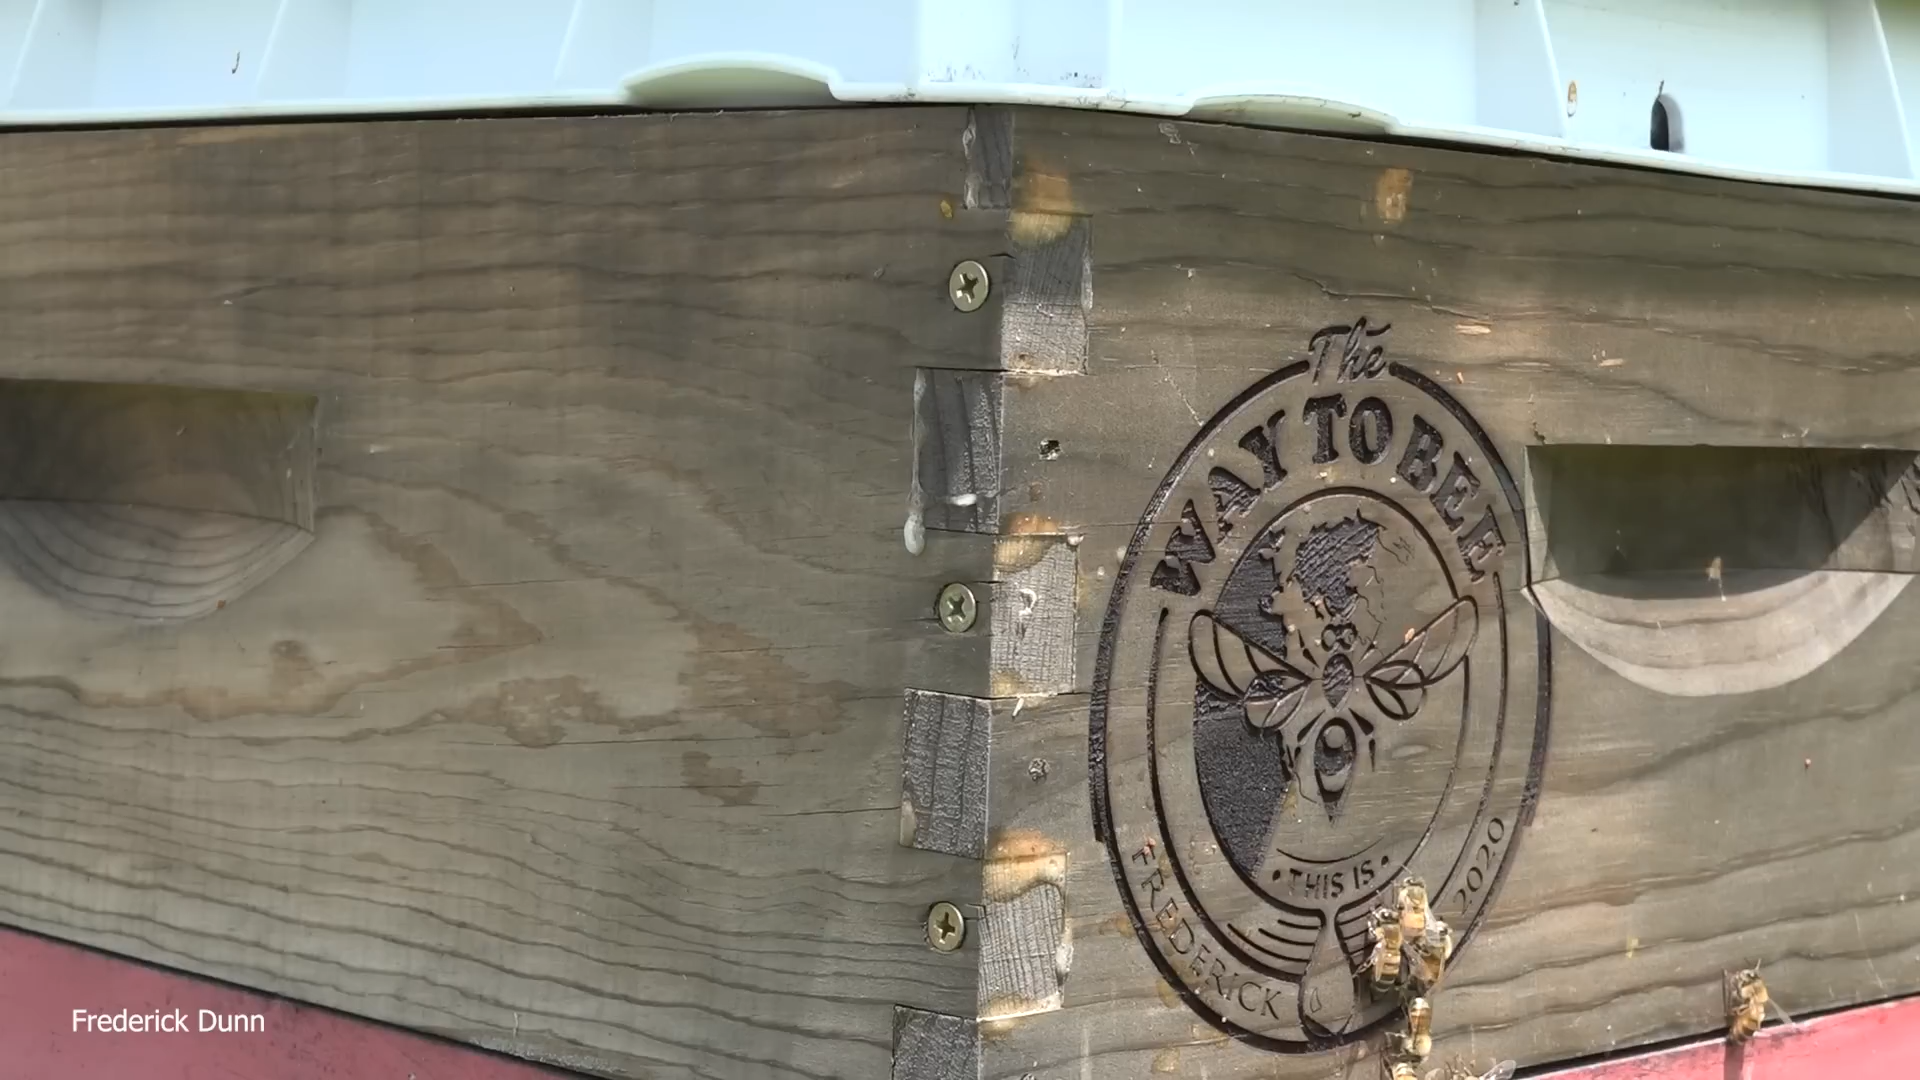 The
WAY TO BEE
• THIS IS •
FREDERICK
2020
Frederick Dunn